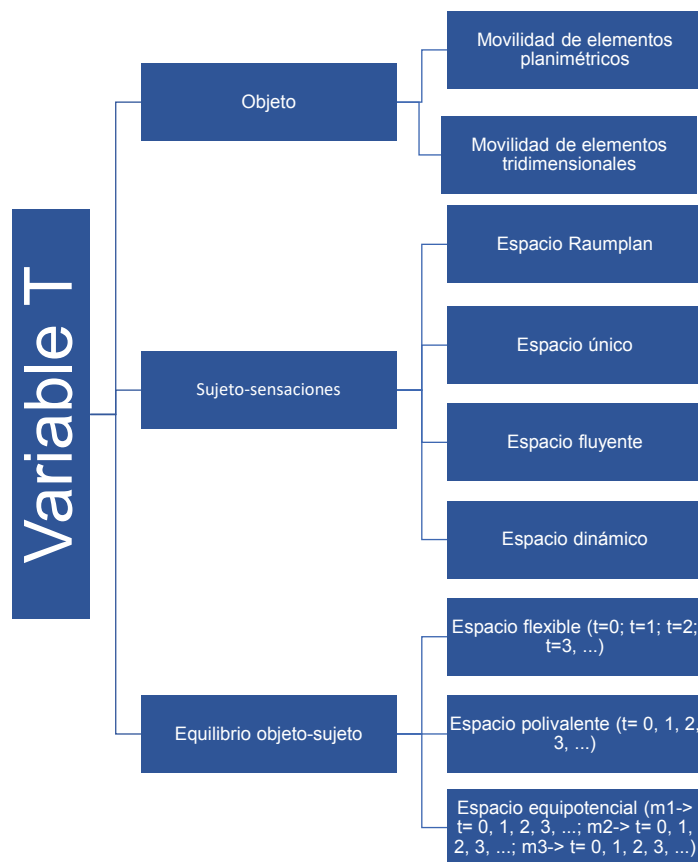 Variable T
Objeto
Movilidad de elementos
planimétricos
Movilidad de elementos
tridimensionales
Sujeto-sensaciones
Espacio Raumplan
Espacio único
Espacio fluyente
Espacio dinámico
Equilibrio objeto-sujeto
Espacio flexible (t=0; t=1; t=2;
t=3, ...)
Espacio polivalente (t= 0, 1, 2,
3, ...)
Espacio equipotencial (m1->
t= 0, 1, 2, 3, ...; m2-> t= 0, 1,
2, 3, ...; m3-> t= 0, 1, 2, 3, ...)